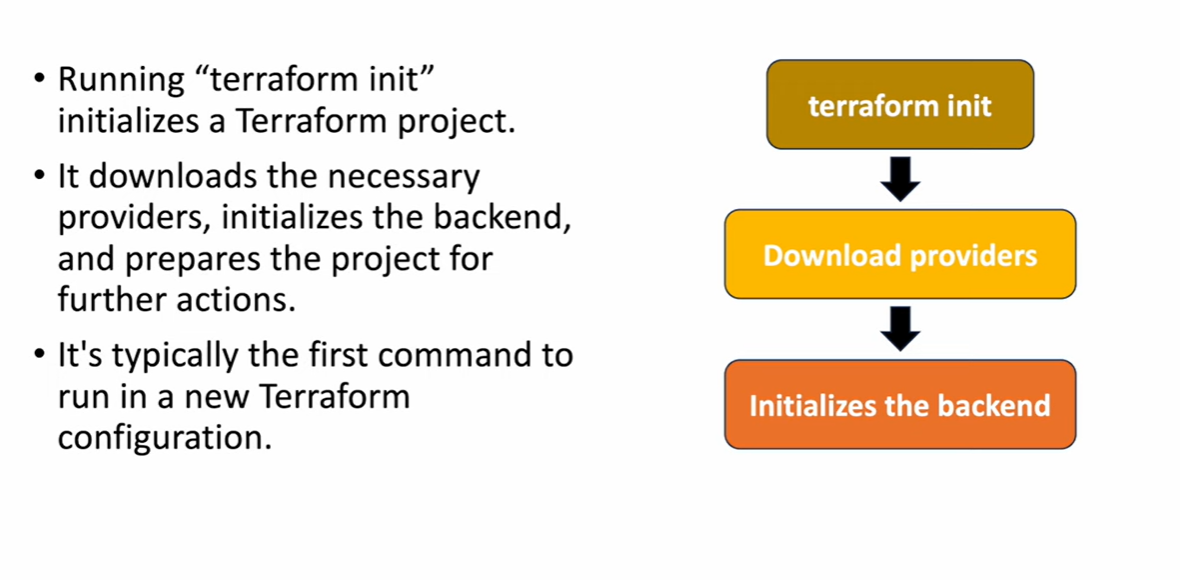 • Running “terraform init”
initializes a Terraform project.
• It downloads the necessary
providers, initializes the backend,
and prepares the project for
further actions.
• It's typically the first command to
run in a new Terraform
configuration.
terraform init
Download providers
Initializes the backend